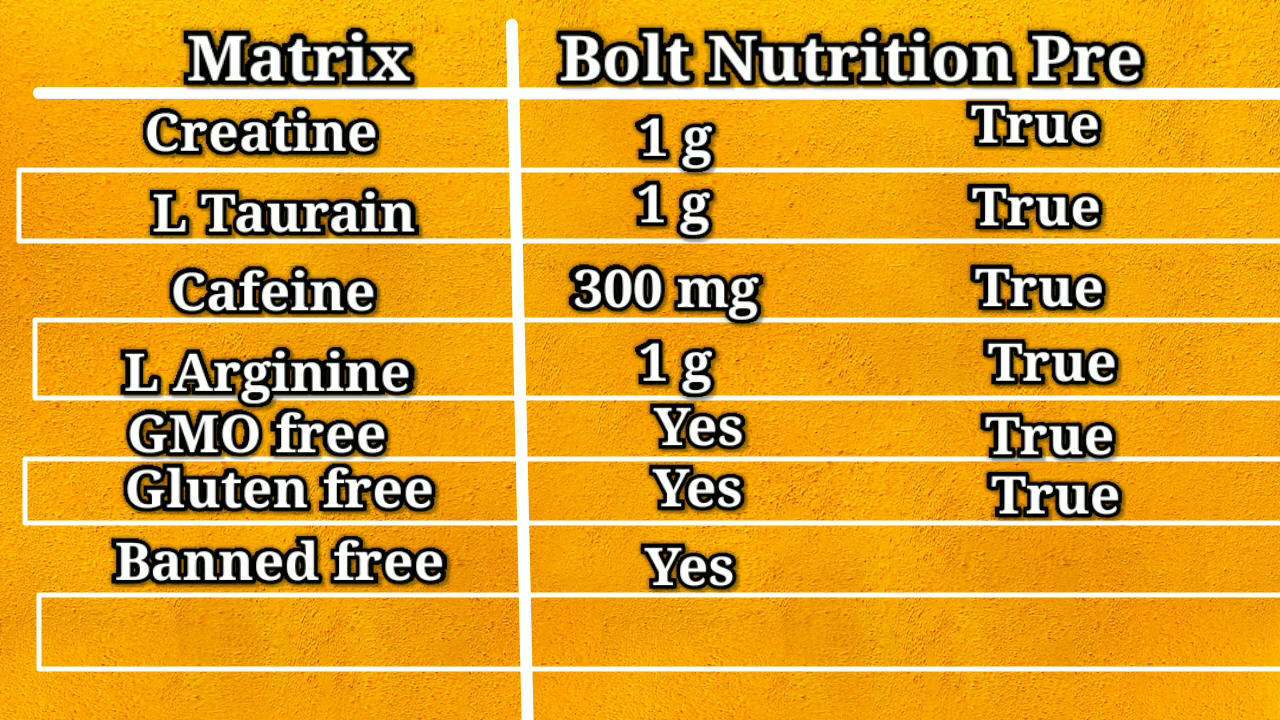 Matrix Bolt Nutrition Pre
Creatine 1 g True
L Taurain 1 g True
Cafeine 300 mg True
L Arginine 1 g True
GMO free Yes True
Gluten free Yes True
Banned free Yes